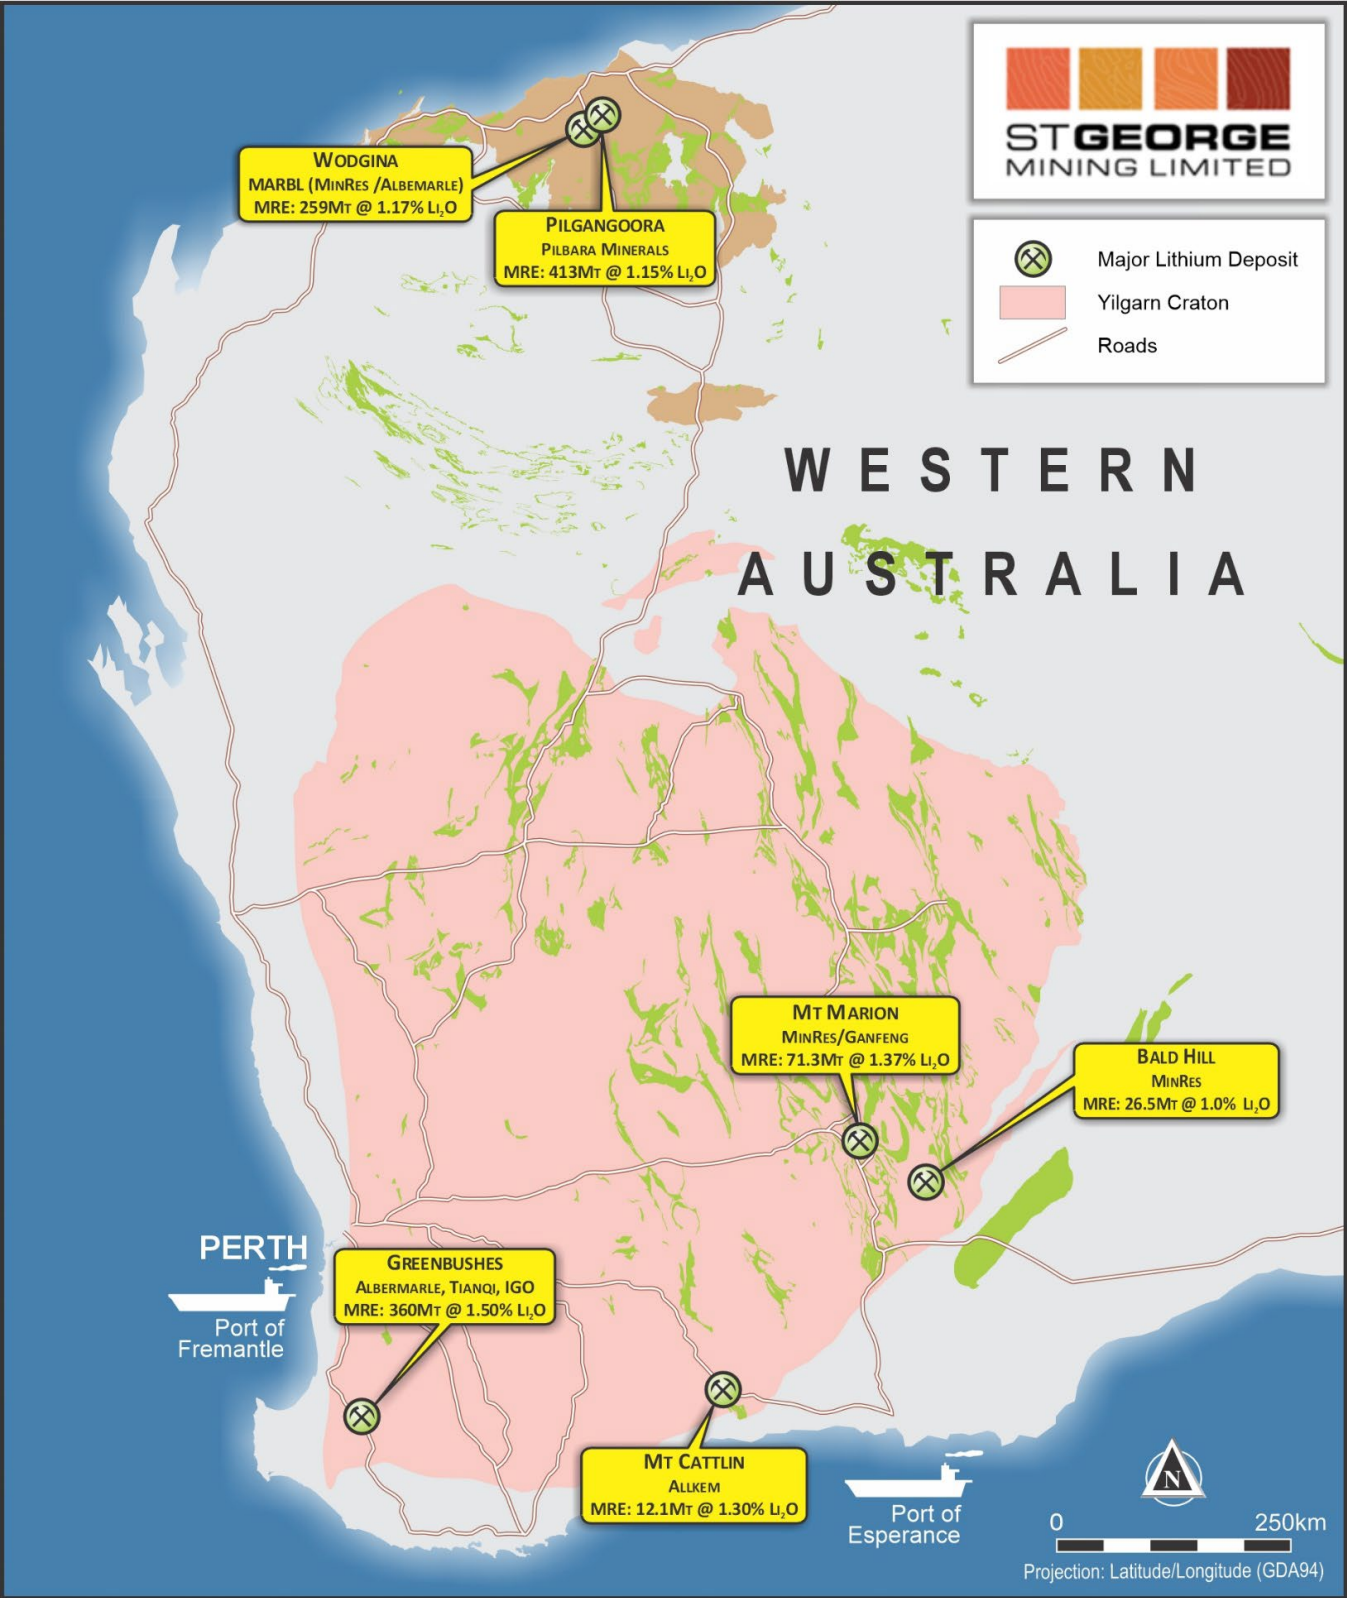 STGEORGE
MINING LIMITED
Major Lithium Deposit
Yilgarn Craton
Roads
WODGINA
MARBL (MINRES /ALBEMARLE)
MRE: 259MT @ 1.17% LI₂O
PILGANGOORA
PILBARA MINERALS
MRE: 413MT @ 1.15% LI₂O
WESTERN
AUSTRALIA
MT MARION
MINRES/GANFENG
MRE: 71.3MT @ 1.37% LI₂O
BALD HILL
MINRES
MRE: 26.5MT @ 1.0% LI₂O
PERTH
Port of
Fremantle
GREENBUSHES
ALBERMARLE, TIANQI, IGO
MRE: 360MT @ 1.50% LI₂O
MT CATTLIN
ALLKEM
MRE: 12.1MT @ 1.30% LI₂O
Port of
Esperance
N
0 250km
Projection: Latitude/Longitude (GDA94)